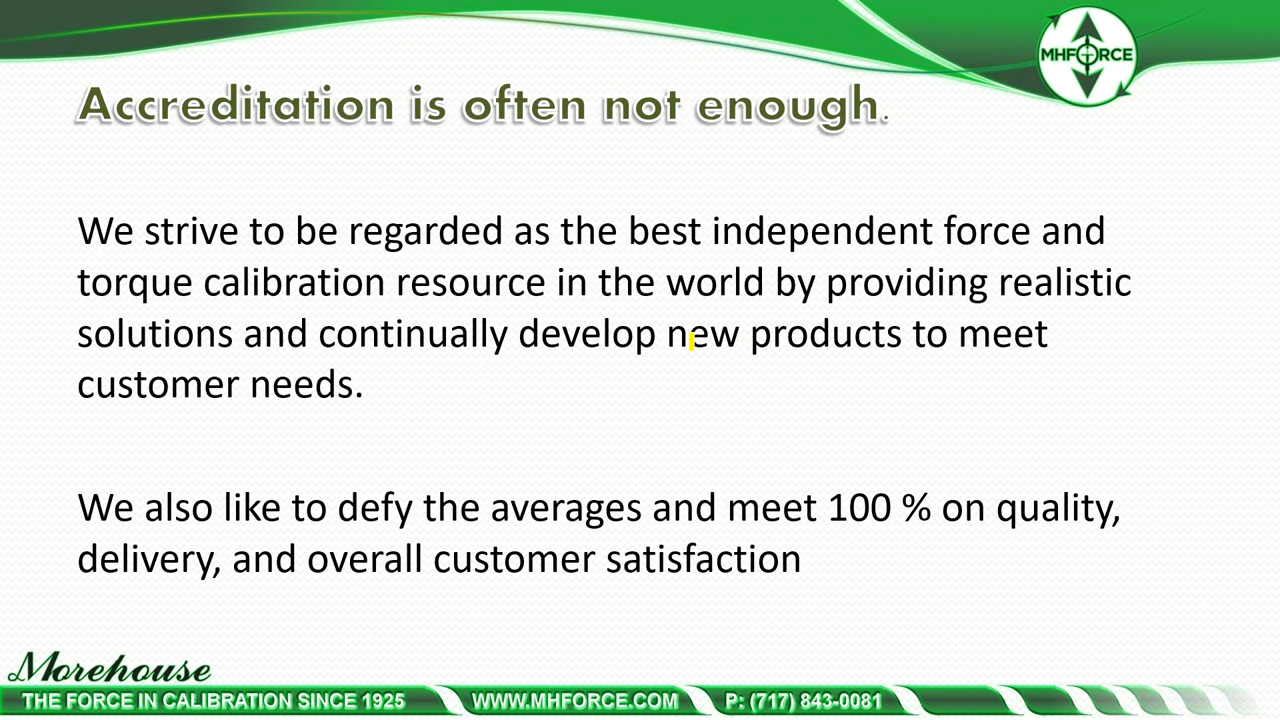 MHFORCE
Accreditation is often not enough.
We strive to be regarded as the best independent force and
torque calibration resource in the world by providing realistic
solutions and continually develop new products to meet
customer needs.
We also like to defy the averages and meet 100 % on quality,
delivery, and overall customer satisfaction
Morehouse
THE FORCE IN CALIBRATION SINCE 1925 WWW.MHFORCE.COM P: (717) 843-0081